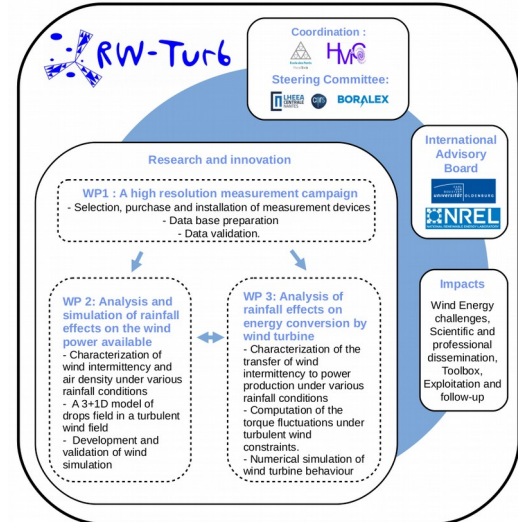 RW-Turb
Coordination :
HM&Co
Steering Committee:
LHEEA
CENTRALE
NANTES
cnrs
BORALEX
International
Advisory
Board
universität OLDENBURG
NREL
NATIONAL RENEWABLE ENERGY LABORATORY
Research and innovation
WP1 : A high resolution measurement campaign
- Selection, purchase and installation of measurement devices
- Data base preparation
- Data validation.
WP 2: Analysis and
simulation of rainfall
effects on the wind
power available
- Characterization of
wind intermittency and
air density under various
rainfall conditions
- A 3+1D model of
drops field in a turbulent
wind field
- Development and
validation of wind
simulation
WP 3: Analysis of
rainfall effects on
energy conversion by
wind turbine
- Characterization of the
transfer of wind
intermittency to power
production under various
rainfall conditions
- Computation of the
torque fluctuations under
turbulent wind
constraints.
- Numerical simulation of
wind turbine behaviour
Impacts
Wind Energy
challenges,
Scientific and
professional
dissemination,
Toolbox,
Exploitation and
follow-up